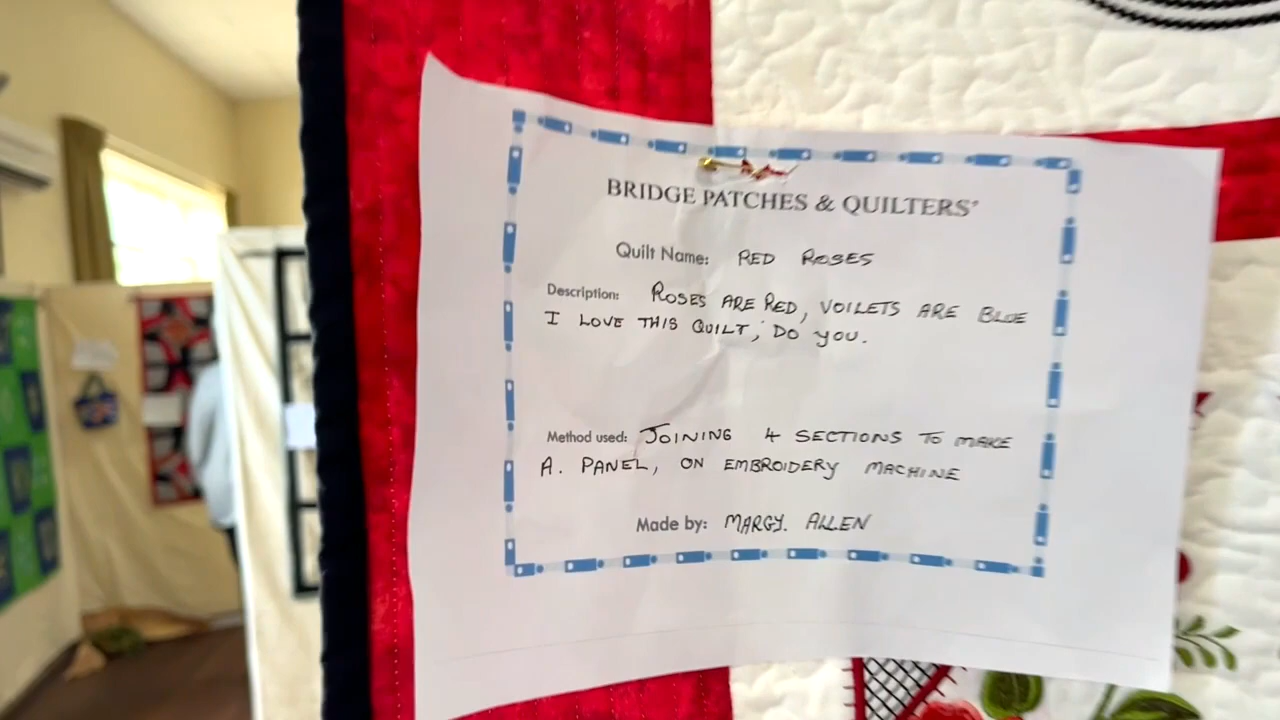 BRIDGE PATCHES & QUILTERS'
Quilt Name: RED ROSES
Description: ROSES ARE RED, VOILETS ARE BLUE
I LOVE THIS QUILT, DO YOU.
Method used: JOINING 4 SECTIONS TO MAKE
A. PANEL, ON EMBROIDERY MACHINE
Made by: MARGY. ALLEN